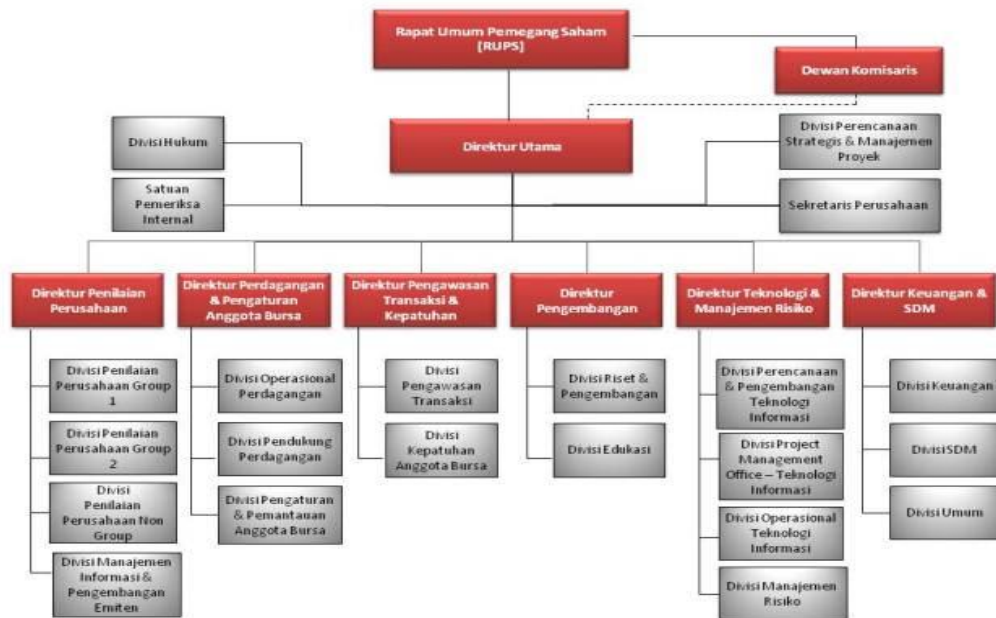 Rapat Umum Pemegang Saham
[RUPS]
Dewan Komisaris
Direktur Utama
Divisi Hukum
Divisi Perencanaan
Strategis & Manajemen
Proyek
Satuan
Pemeriksa
Internal
Sekretaris Perusahaan
Direktur Penilaian
Perusahaan
Direktur Perdagangan
& Pengaturan
Anggota Bursa
Direktur Pengawasan
Transaksi &
Kepatuhan
Direktur
Pengembangan
Direktur Teknologi &
Manajemen Risiko
Direktur Keuangan &
SDM
Divisi Penilaian
Perusahaan Group
1
Divisi Penilaian
Perusahaan Group
2
Divisi
Penilaian
Perusahaan Non
Group
Divisi Manajemen
Informasi &
Pengembangan
Emiten
Divisi Operasional
Perdagangan
Divisi Pendukung
Perdagangan
Divisi Pengaturan
& Pemantauan
Anggota Bursa
Divisi
Pengawasan
Transaksi
Divisi
Kepatuhan
Anggota Bursa
Divisi Riset &
Pengembangan
Divisi Edukasi
Divisi Perencanaan
& Pengembangan
Teknologi
Informasi
Divisi Project
Management
Office – Teknologi
Informasi
Divisi Operasional
Teknologi
Informasi
Divisi Manajemen
Risiko
Divisi Keuangan
Divisi SDM
Divisi Umum